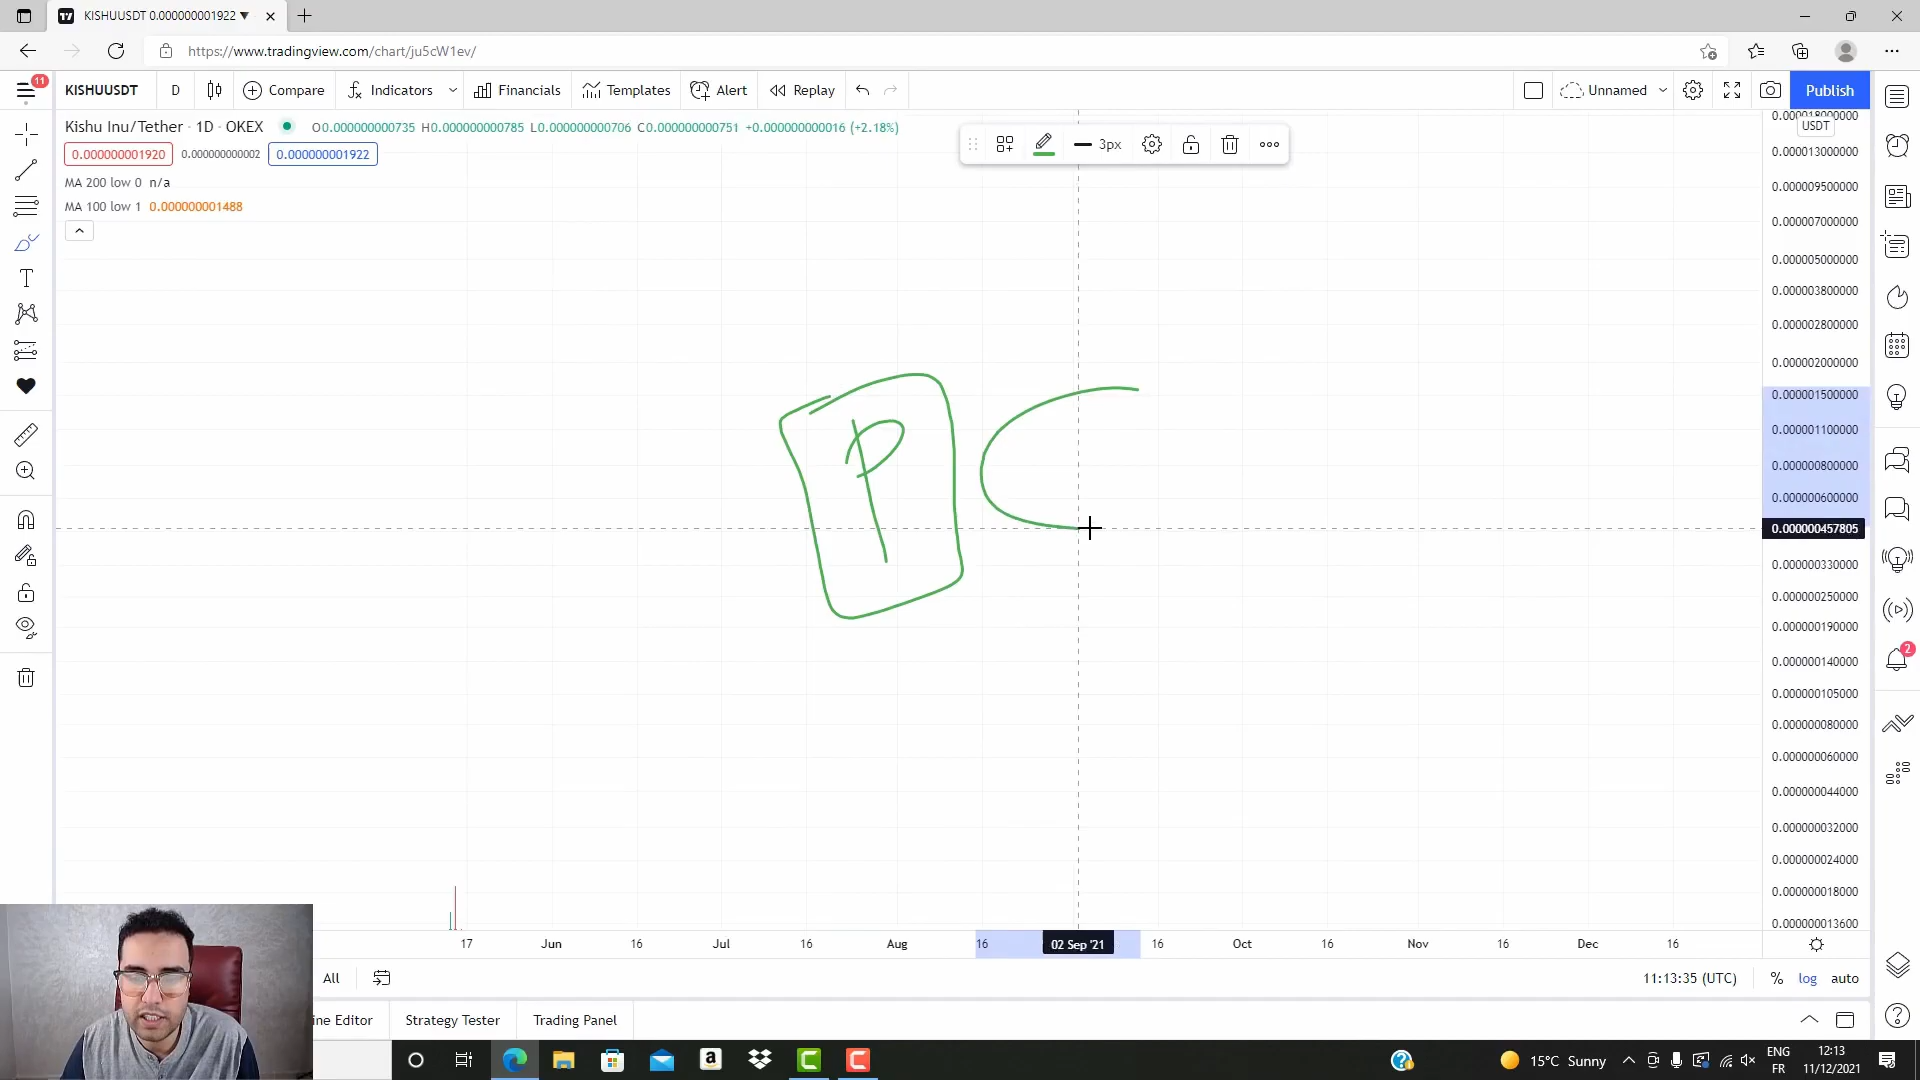 KISHUUSDT 0.000000001922 ▼
https://www.tradingview.com/chart/ju5cW1ev/
11
KISHUUSDT D Compare Indicators Financials Templates Alert Replay Unnamed Publish
Kishu Inu/Tether · 1D · OKEX O0.000000000735 H0.000000000785 L0.000000000706 C0.000000000751 +0.000000000016 (+2.18%)
0.000000001920 0.000000000002 0.000000001922
MA 200 low 0 n/a
MA 100 low 1 0.000000001488
3px
USDT
0.000013000000
0.000009500000
0.000007000000
0.000005000000
0.000003800000
0.000002800000
0.000002000000
0.000001500000
0.000001100000
0.000000800000
0.000000600000
0.000000457805
0.000000330000
0.000000250000
0.000000190000
0.000000140000
0.000000105000
0.000000080000
0.000000060000
0.000000044000
0.000000032000
0.000000024000
0.000000018000
0.000000013600
P C
2
17 Jun 16 Jul 16 Aug 16 02 Sep '21 16 Oct 16 Nov 16 Dec 16
All 11:13:35 (UTC) % log auto
ine Editor Strategy Tester Trading Panel
15°C Sunny ENG 12:13
FR 11/12/2021